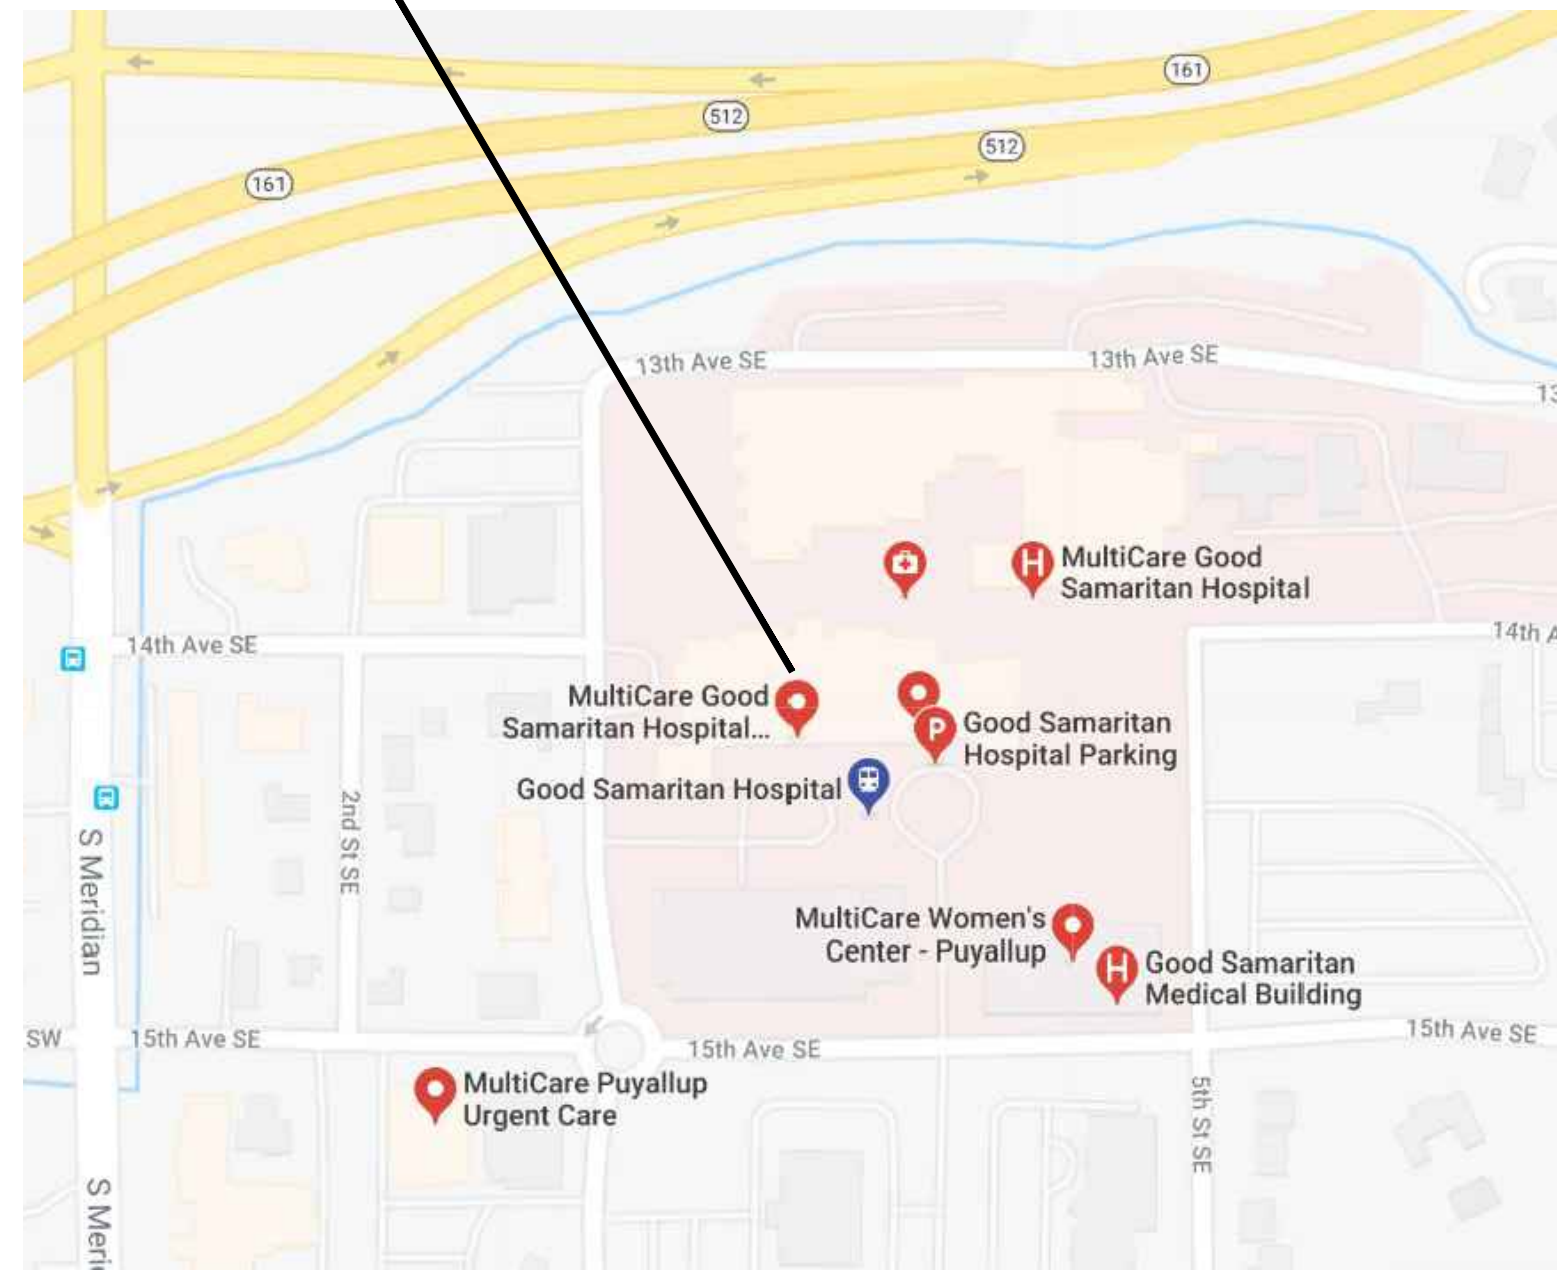 161
512
512
161
13th Ave SE
13th Ave SE
13
MultiCare Good
Samaritan Hospital
14th Ave SE
14th A
MultiCare Good
Samaritan Hospital...
P
Good Samaritan
Hospital Parking
Good Samaritan Hospital
2nd St SE
S Meridian
MultiCare Women's
Center - Puyallup
H
H
Good Samaritan
Medical Building
SW
15th Ave SE
15th Ave SE
15th Ave SE
MultiCare Puyallup
Urgent Care
5th St SE
S Meri